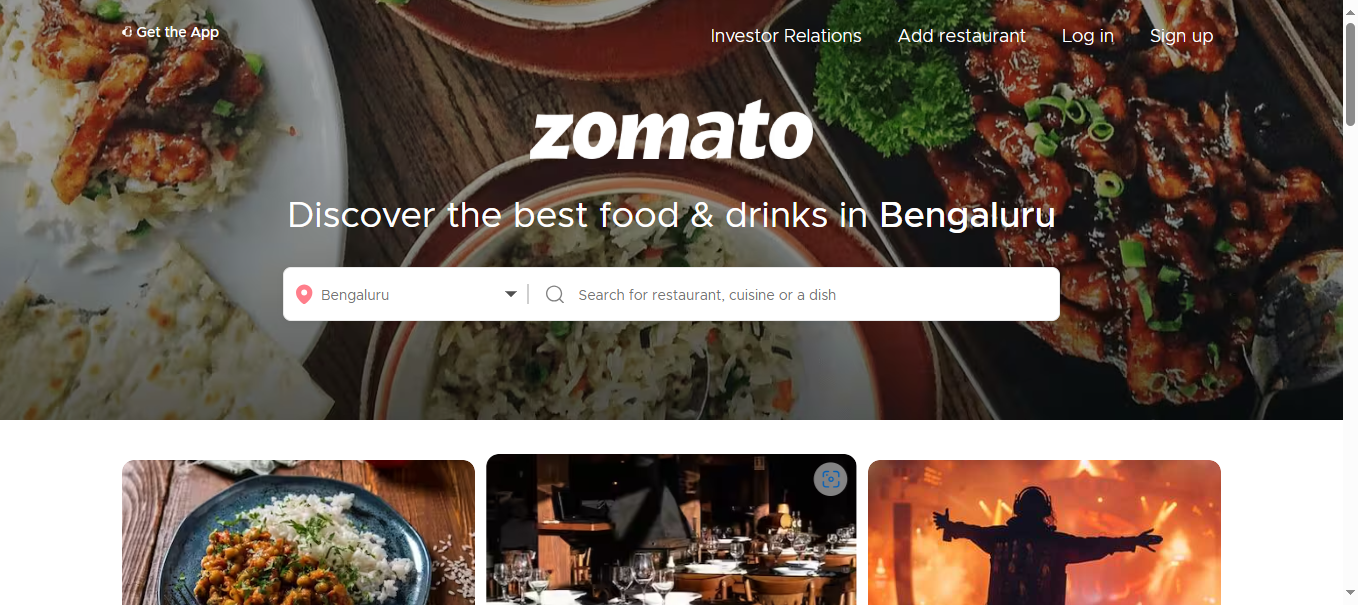 Get the App
Investor Relations Add restaurant Log in Sign up
zomato
Discover the best food & drinks in Bengaluru
Bengaluru Search for restaurant, cuisine or a dish